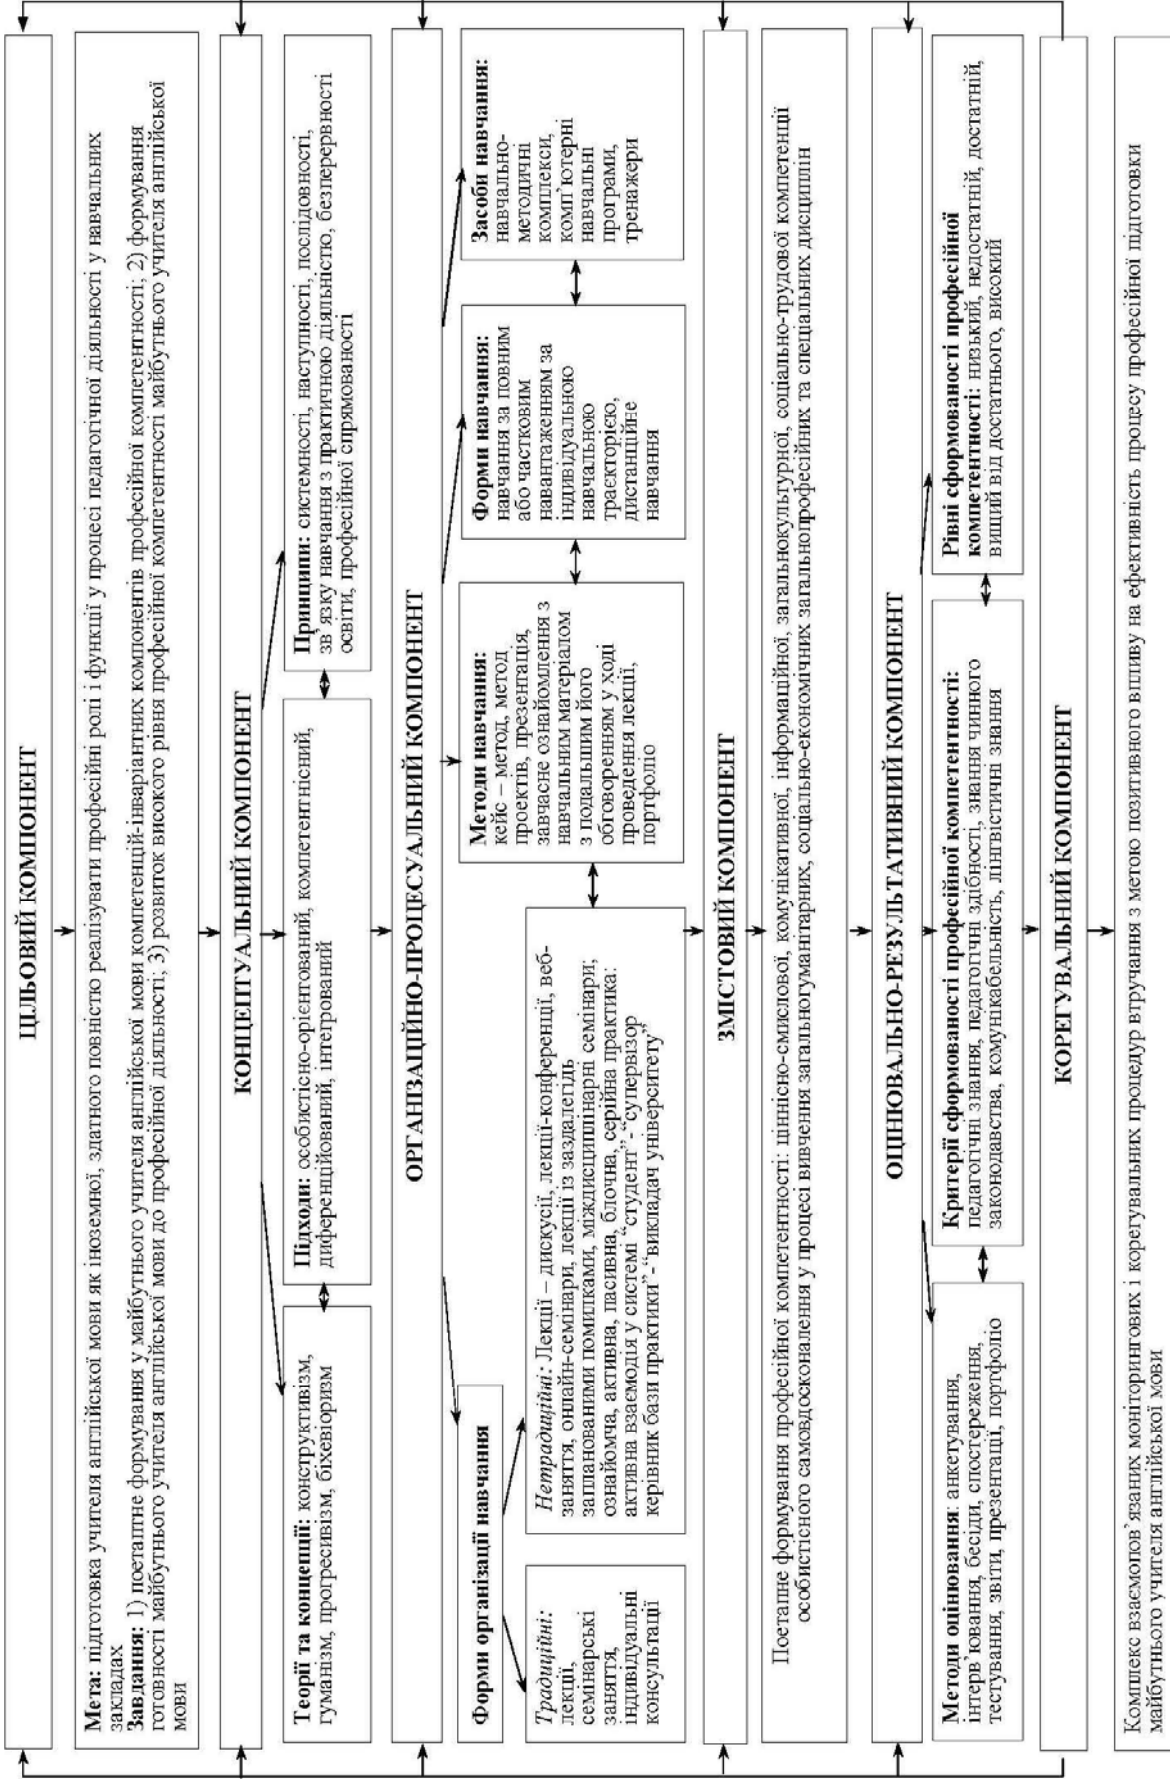 ЦІЛЬОВИЙ КОМПОНЕНТ
Мета: підготовка учителя англійської мови як іноземної, здатного повністю реалізувати професійні ролі і функції у процесі педагогічної діяльності у навчальних
закладах
Завдання: 1) поетапне формування у майбутнього учителя англійської мови компетенцій-інваріантних компонентів професійної компетентності; 2) формування
готовності майбутнього учителя англійської мови до професійної діяльності; 3) розвиток високого рівня професійної компетентності майбутнього учителя англійської
мови
КОНЦЕПТУАЛЬНИЙ КОМПОНЕНТ
Теорії та концепції: конструктивізм,
гуманізм, прогресивізм, біхевіоризм
Підходи: особистісно-орієнтований, компетентнісний,
диференційований, інтегрований
Принципи: системності, наступності, послідовності,
зв'язку навчання з практичною діяльністю, безперервності
освіти, професійної спрямованості
ОРГАНІЗАЦІЙНО-ПРОЦЕСУАЛЬНИЙ КОМПОНЕНТ
Форми організації навчання
Традиційні:
лекції,
семінарські
заняття,
індивідуальні
консультації
Нетрадиційні: Лекції – дискусії, лекції-конференції, веб-
заняття, онлайн-семінари, лекції із заздалегідь
запланованими помилками, міждисциплінарні семінари;
ознайомча, активна, пасивна, блочна, серійна практика:
активна взаємодія у системі “студент”-“супервізор
керівник бази практики”-“викладач університету”
Методи навчання:
кейс – метод, метод
проектів, презентація,
завчасне ознайомлення з
навчальним матеріалом
з подальшим його
обговоренням у ході
проведення лекції,
портфоліо
Форми навчання:
навчання за повним
або частковим
навантаженням за
індивідуальною
навчальною
траєкторією,
дистанційне
навчання
Засоби навчання:
навчально-
методичні
комплекси,
комп'ютерні
навчальні
програми,
тренажери
ЗМІСТОВИЙ КОМПОНЕНТ
Поетапне формування професійної компетентності: ціннісно-смислової, комунікативної, інформаційної, загальнокультурної, соціально-трудової компетенції
особистісного самовдосконалення у процесі вивчення загальногуманітарних, соціально-економічних загальнопрофесійних та спеціальних дисциплін
ОЦІНЮВАЛЬНО-РЕЗУЛЬТАТИВНИЙ КОМПОНЕНТ
Методи оцінювання: анкетування,
інтерв'ювання, бесіди, спостереження,
тестування, звіти, презентації, портфоліо
Критерії сформованості професійної компетентності:
педагогічні знання, педагогічні здібності, знання чинного
законодавства, комунікабельність, лінгвістичні знання
Рівні сформованості професійної
компетентності: низький, недостатній, достатній,
вищий від достатнього, високий
КОРЕГУВАЛЬНИЙ КОМПОНЕНТ
Комплекс взаємопов'язаних моніторингових і корегувальних процедур втручання з метою позитивного впливу на ефективність процесу професійної підготовки
майбутнього учителя англійської мови